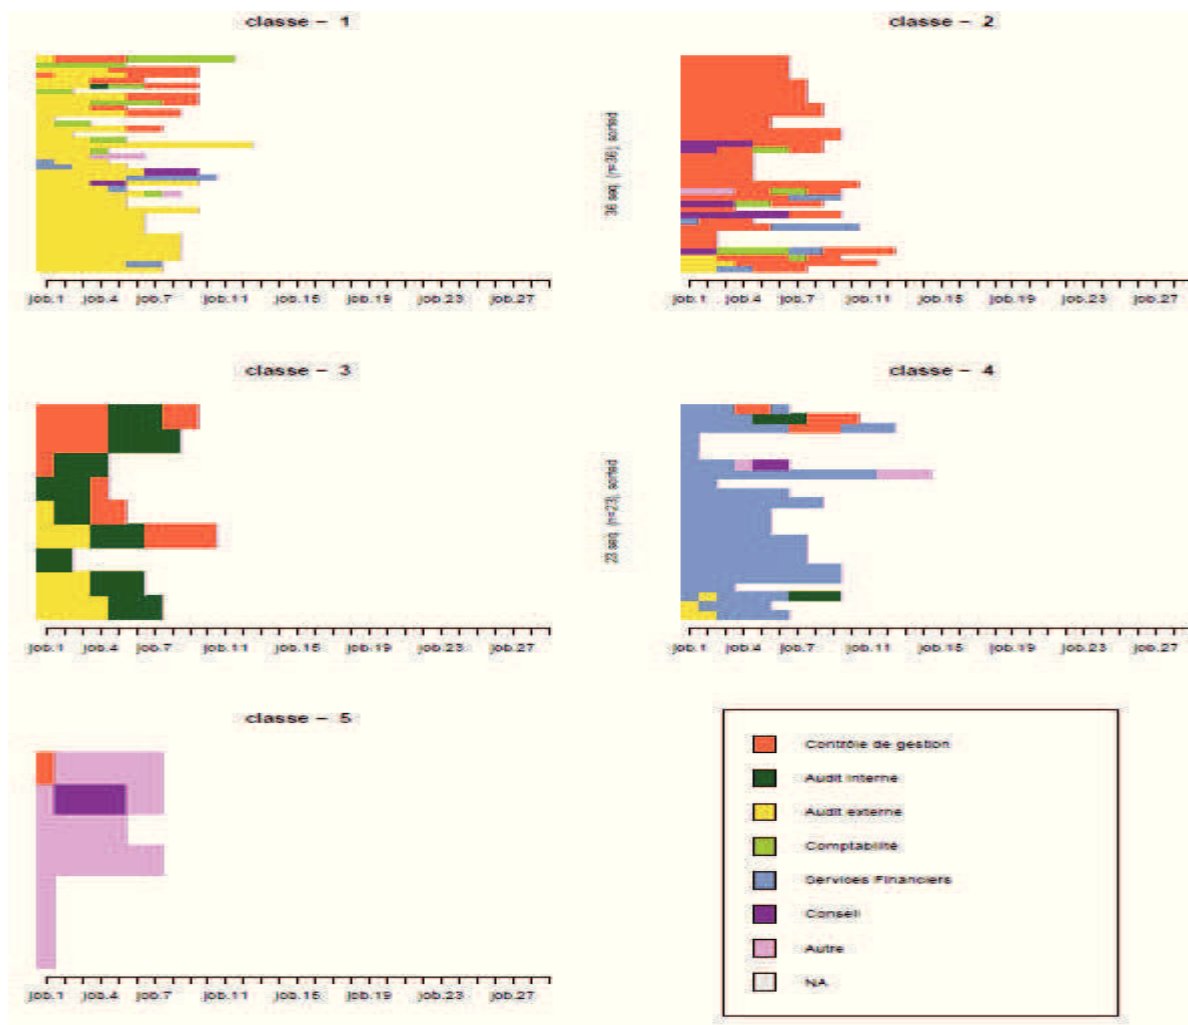 classe - 1
classe - 2
36 seq. (n=36), sorted
job.1 job.4 job.7 job.11 job.15 job.19 job.23 job.27
job.1 job.4 job.7 job.11 job.15 job.19 job.23 job.27
classe - 3
classe - 4
23 seq. (n=23), sorted
job.1 job.4 job.7 job.11 job.15 job.19 job.23 job.27
job.1 job.4 job.7 job.11 job.15 job.19 job.23 job.27
classe - 5
job.1 job.4 job.7 job.11 job.15 job.19 job.23 job.27
Contrôle de gestion
Audit interne
Audit externe
Comptabilité
Services Financiers
Conseil
Autre
NA